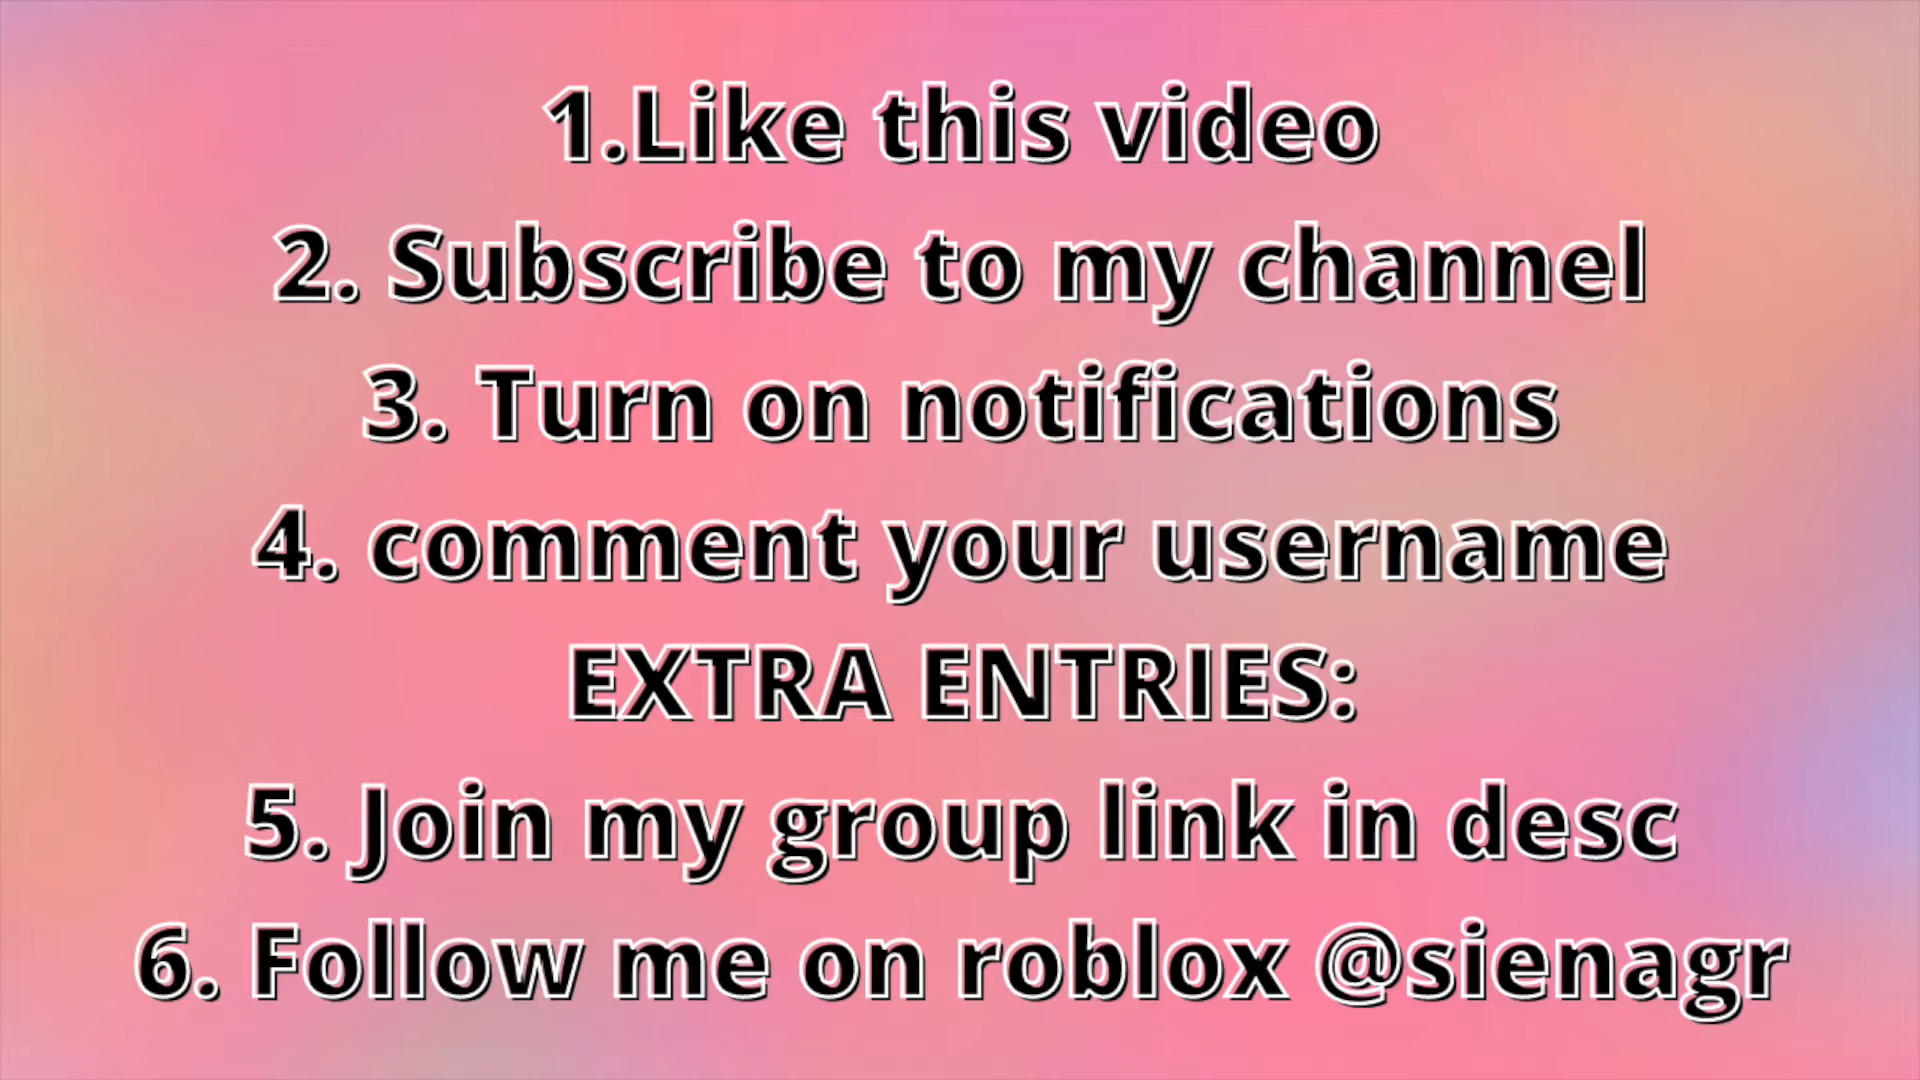 1.Like this video
2. Subscribe to my channel
3. Turn on notifications
4. comment your username
EXTRA ENTRIES:
5. Join my group link in desc
6. Follow me on roblox @sienagr